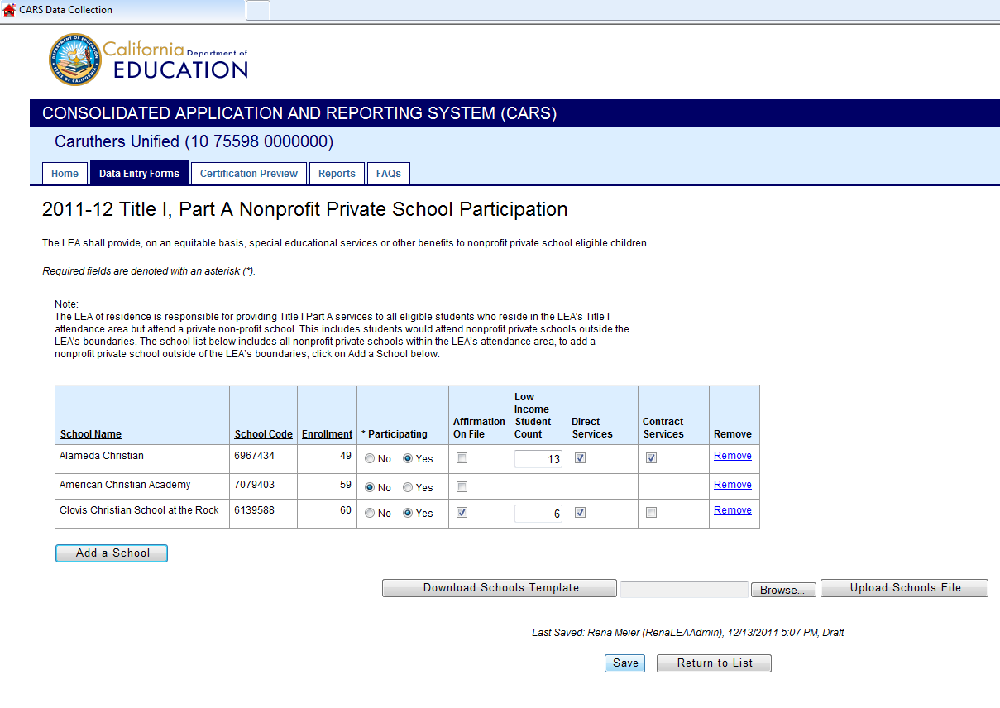 CARS Data Collection
California Department of
EDUCATION
CONSOLIDATED APPLICATION AND REPORTING SYSTEM (CARS)
Caruthers Unified (10 75598 0000000)
Home Data Entry Forms Certification Preview Reports FAQs
2011-12 Title I, Part A Nonprofit Private School Participation
The LEA shall provide, on an equitable basis, special educational services or other benefits to nonprofit private school eligible children.
Required fields are denoted with an asterisk (*).
Note:
The LEA of residence is responsible for providing Title I Part A services to all eligible students who reside in the LEA's Title I
attendance area but attend a private non-profit school. This includes students would attend nonprofit private schools outside the
LEA's boundaries. The school list below includes all nonprofit private schools within the LEA's attendance area, to add a
nonprofit private school outside of the LEA's boundaries, click on Add a School below.
School Name School Code Enrollment * Participating Affirmation On File Low Income Student Count Direct Services Contract Services Remove
Alameda Christian 6967434 49 No Yes 13 Remove
American Christian Academy 7079403 59 No Yes Remove
Clovis Christian School at the Rock 6139588 60 No Yes 6 Remove
Add a School
Download Schools Template Browse... Upload Schools File
Last Saved: Rena Meier (RenaLEAAdmin), 12/13/2011 5:07 PM, Draft
Save Return to List